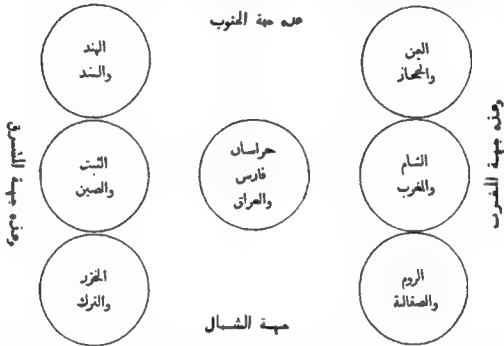 هذه جهة الجنوب
اليمن
والحجاز
الهند
والسند
وهذه جهة المغرب
الشام
والمغرب
خراسان
فارس
والعراق
التبت
والصين
وهذه جهة المشرق
الروم
والصقالبة
الخزر
والترك
جهة الشمال